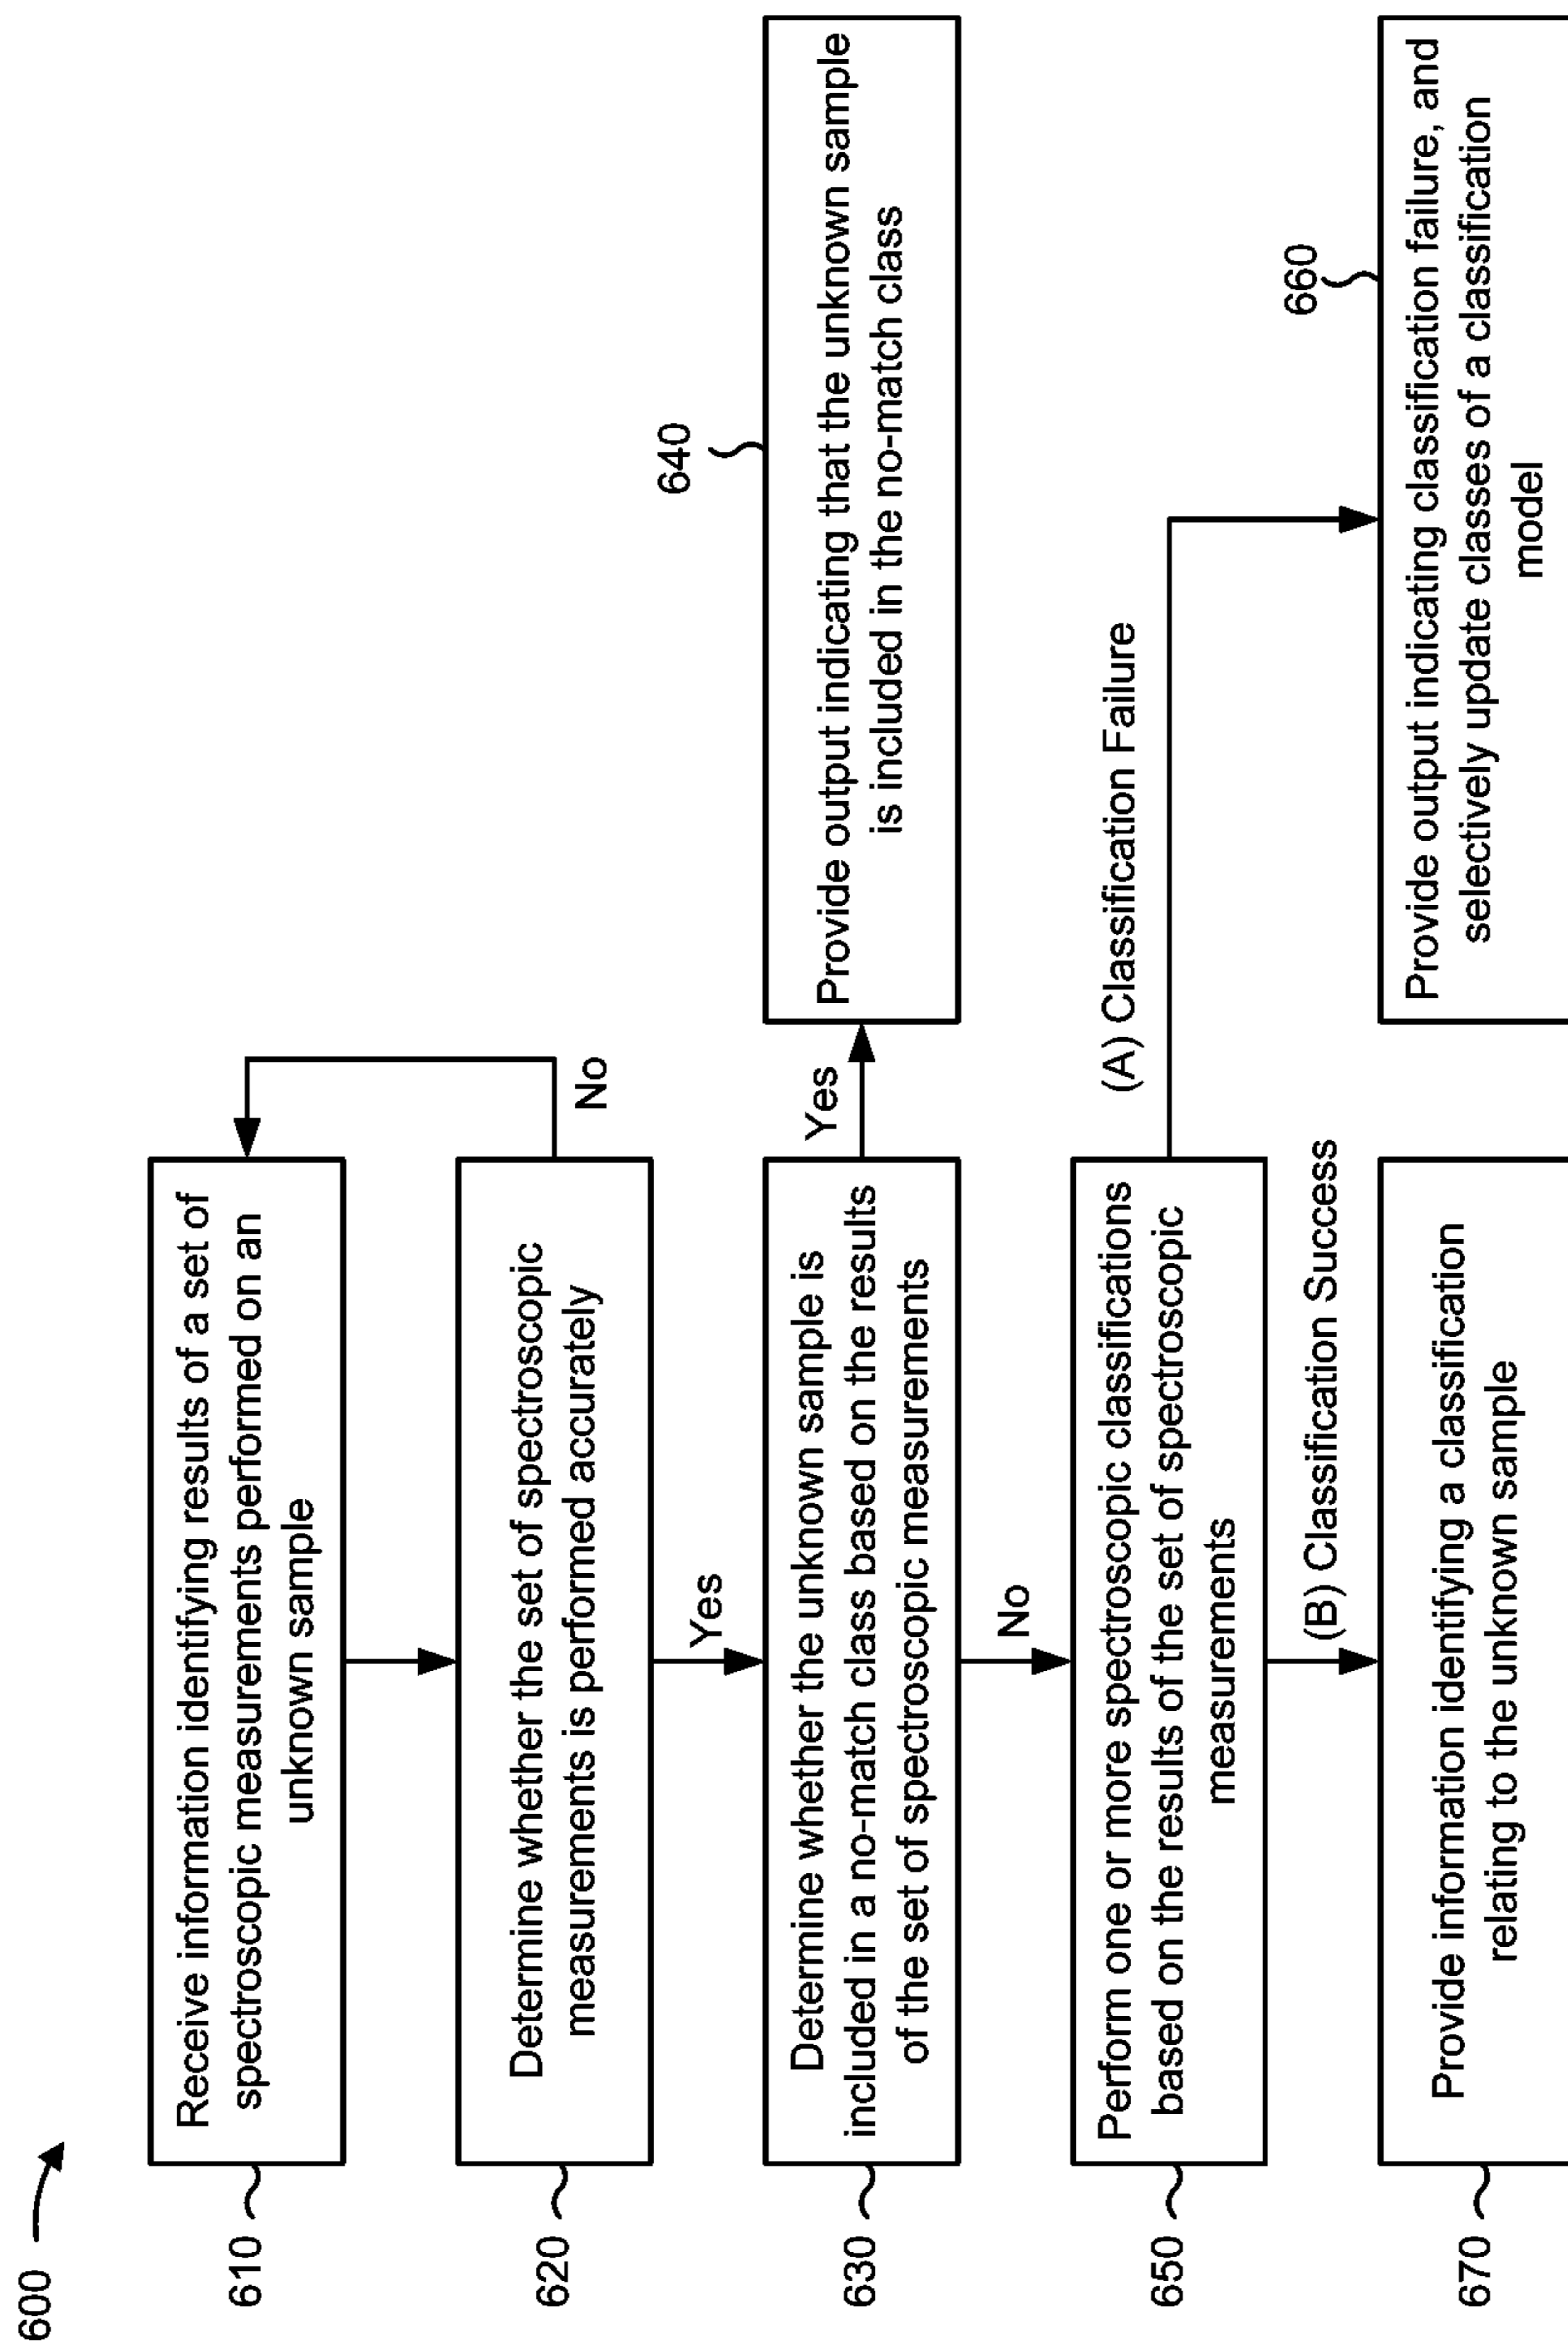 600
610
Receive information identifying results of a set of
spectroscopic measurements performed on an
unknown sample
No
620
Determine whether the set of spectroscopic
measurements is performed accurately
Yes
630
Determine whether the unknown sample is
included in a no-match class based on the results
of the set of spectroscopic measurements
Yes
640
Provide output indicating that the unknown sample
is included in the no-match class
No
650
Perform one or more spectroscopic classifications
based on the results of the set of spectroscopic
measurements
(A) Classification Failure
660
Provide output indicating classification failure, and
selectively update classes of a classification
model
(B) Classification Success
670
Provide information identifying a classification
relating to the unknown sample